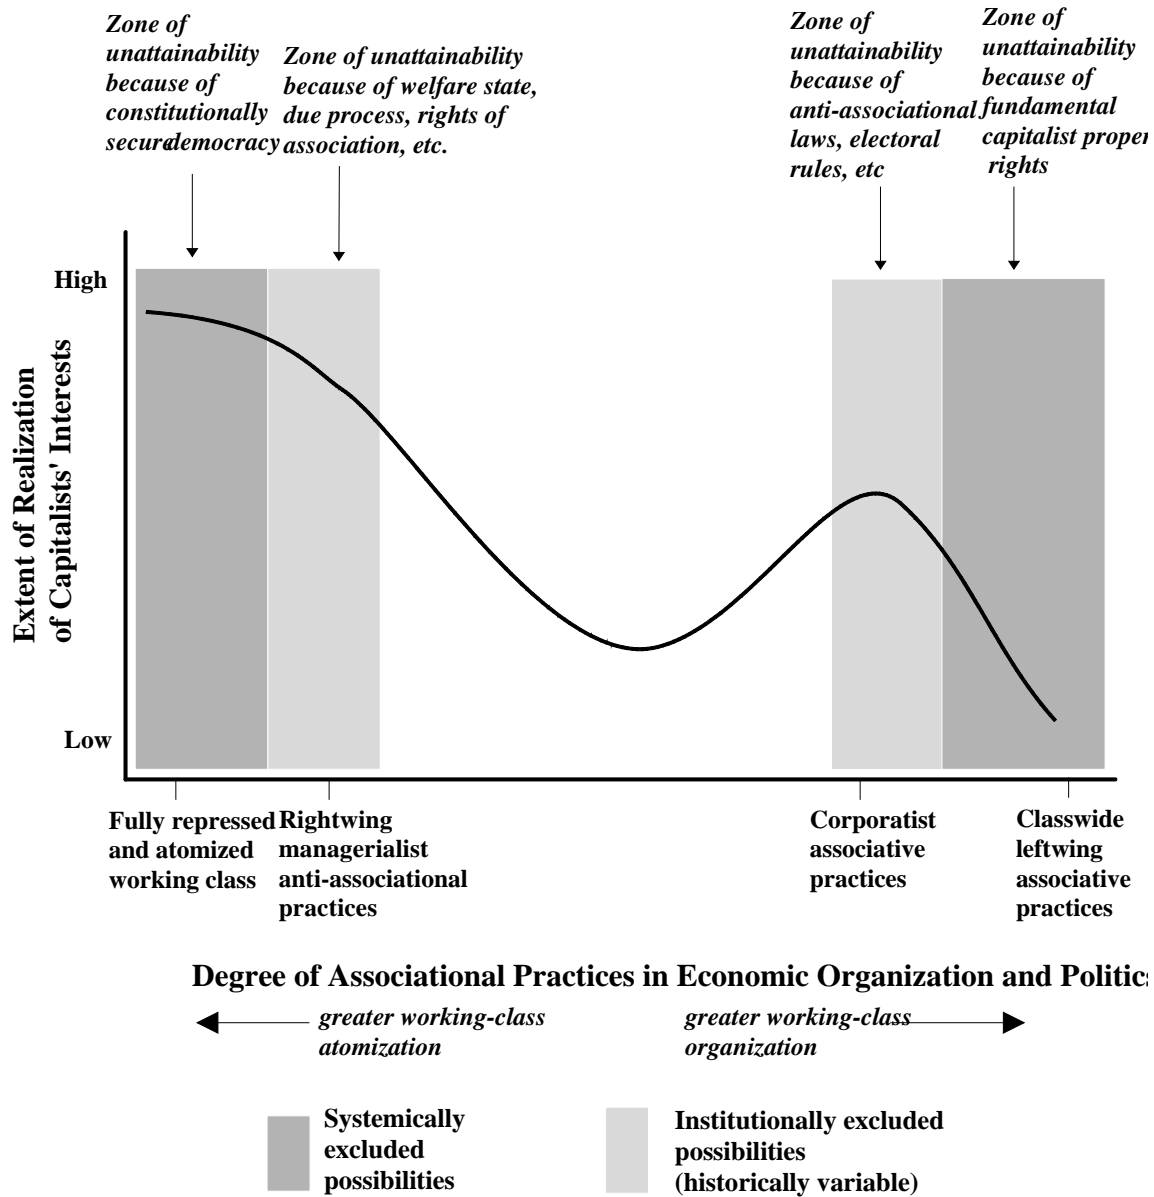 Zone of
unattainability
because of
constitutionally
secure democracy
Zone of unattainability
because of welfare state,
due process, rights of
association, etc.
Zone of
unattainability
because of
anti-associational
laws, electoral
rules, etc
Zone of
unattainability
because of
fundamental
capitalist proper
rights
High
Extent of Realization
of Capitalists' Interests
Low
Fully repressed
and atomized
working class
Rightwing
managerialist
anti-associational
practices
Corporatist
associative
practices
Classwide
leftwing
associative
practices
Degree of Associational Practices in Economic Organization and Politics
greater working-class
atomization
greater working-class
organization
Systemically
excluded
possibilities
Institutionally excluded
possibilities
(historically variable)